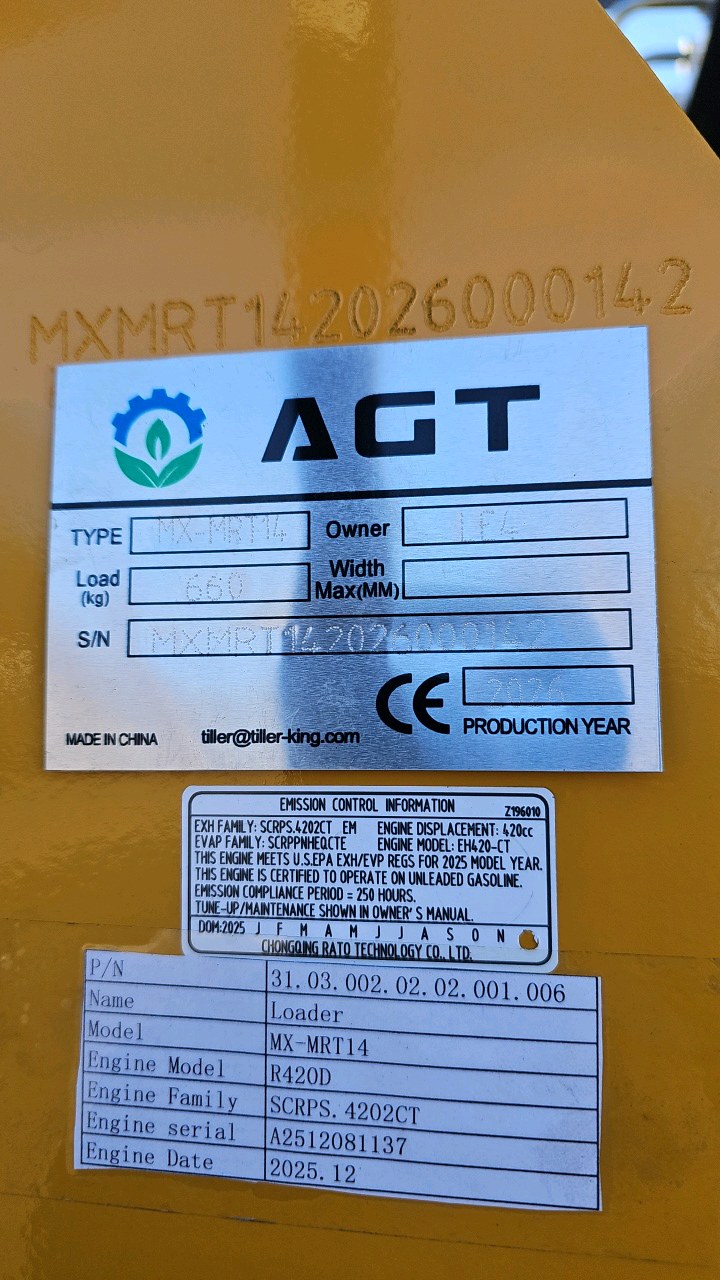 MXMRT142026000142
AGT
TYPE MX-MRT14 Owner LE4
Load (kg) 660 Width Max(MM)
S/N MXMRT142026000142
CE 2026
MADE IN CHINA tiller@tiller-king.com PRODUCTION YEAR
EMISSION CONTROL INFORMATION Z196010
EXH FAMILY: SCRPS.4202CT EM ENGINE DISPLACEMENT: 420cc
EVAP FAMILY: SCRPPNHEQCTE ENGINE MODEL: EH420-CT
THIS ENGINE MEETS U.S.EPA EXH/EVP REGS FOR 2025 MODEL YEAR.
THIS ENGINE IS CERTIFIED TO OPERATE ON UNLEADED GASOLINE.
EMISSION COMPLIANCE PERIOD = 250 HOURS.
TUNE-UP/MAINTENANCE SHOWN IN OWNER'S MANUAL.
DOM:2025 J F M A M J J A S O N
CHONGQING RATO TECHNOLOGY CO., LTD.
P/N 31.03.002.02.02.001.006
Name Loader
Model MX-MRT14
Engine Model R420D
Engine Family SCRPS.4202CT
Engine serial A2512081137
Engine Date 2025.12